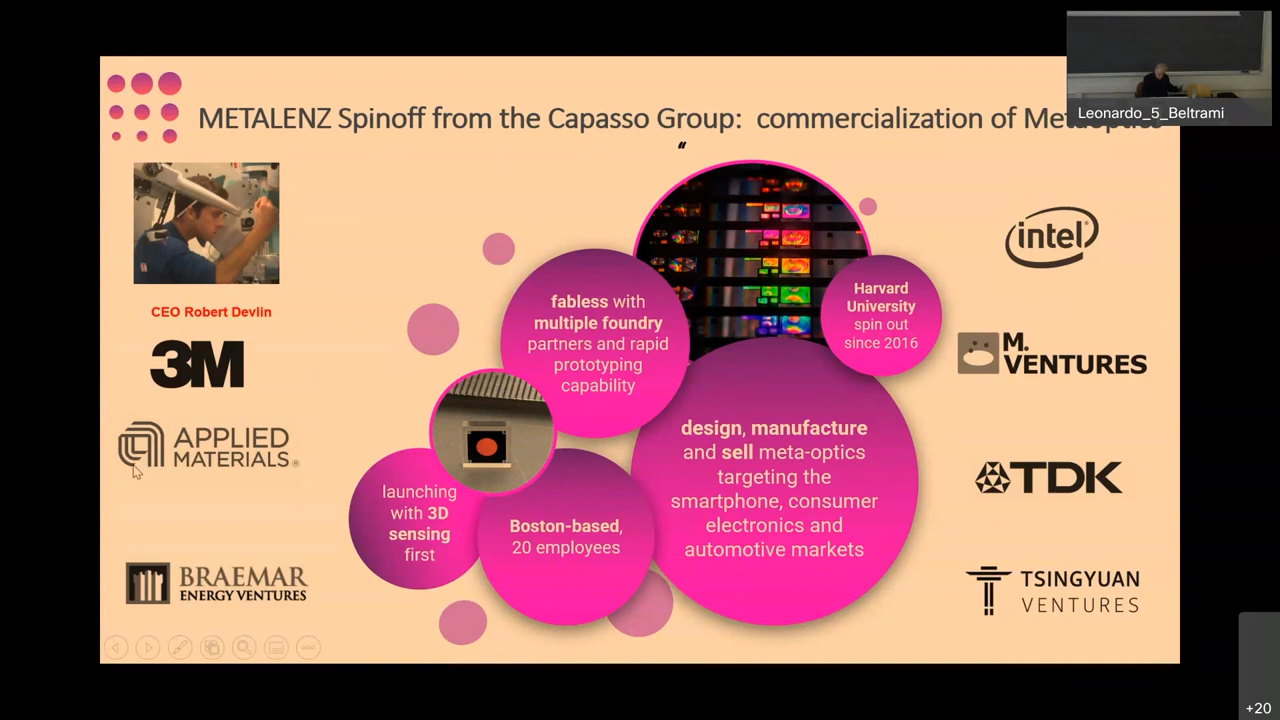 METALENZ Spinoff from the Capasso Group: commercialization of Metaoptics
“
Leonardo_5_Beltrami
CEO Robert Devlin
3M
APPLIED
MATERIALS®
BRAEMAR
ENERGY VENTURES
fabless with
multiple foundry
partners and rapid
prototyping
capability
Harvard
University
spin out
since 2016
launching
with 3D
sensing
first
Boston-based,
20 employees
design, manufacture
and sell meta-optics
targeting the
smartphone, consumer
electronics and
automotive markets
intel®
M.
VENTURES
TDK
TSINGYUAN
VENTURES
+20